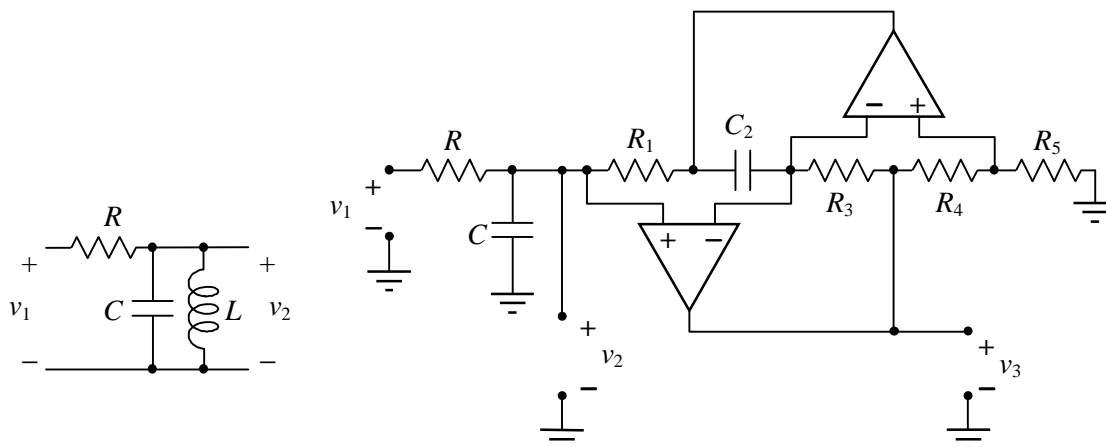 R
+
v₁
−
C
L
+
v₂
−
R
+
v₁
−
C
+
v₂
−
R₁
C₂
R₃
R₄
R₅
− +
+ −
+
v₃
−